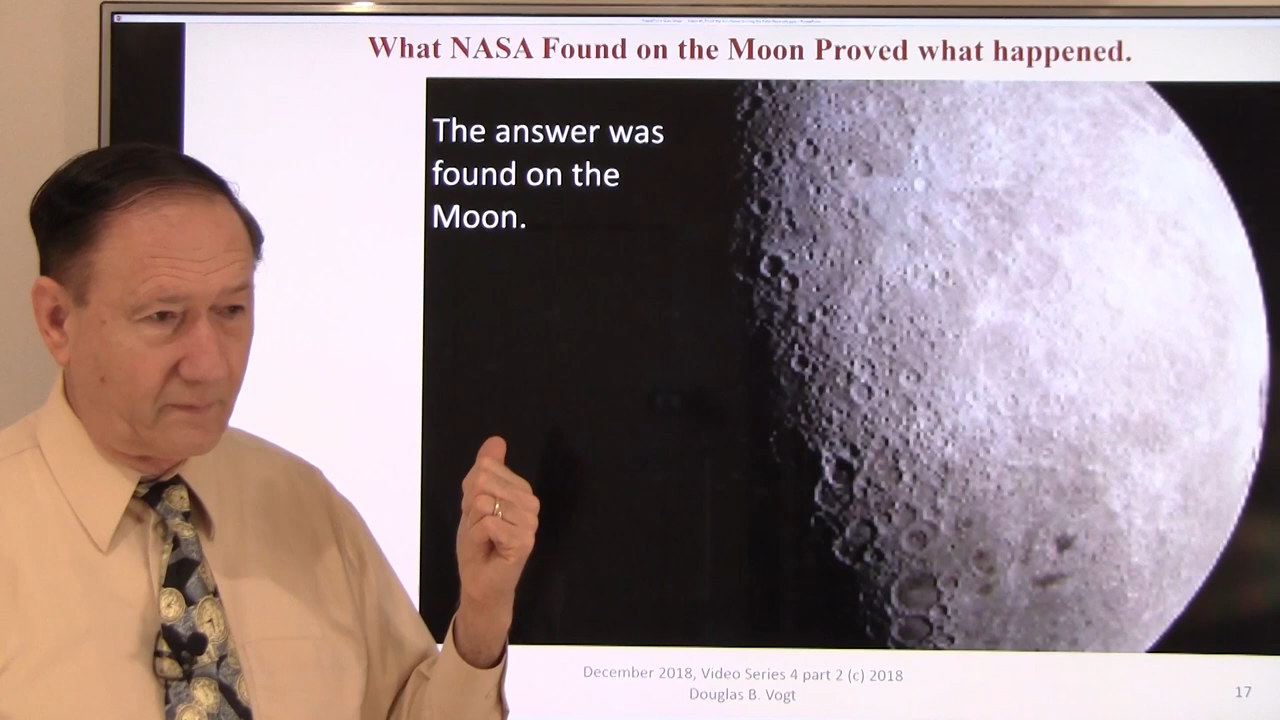 What NASA Found on the Moon Proved what happened.
The answer was
found on the
Moon.
December 2018, Video Series 4 part 2 (c) 2018
Douglas B. Vogt
17